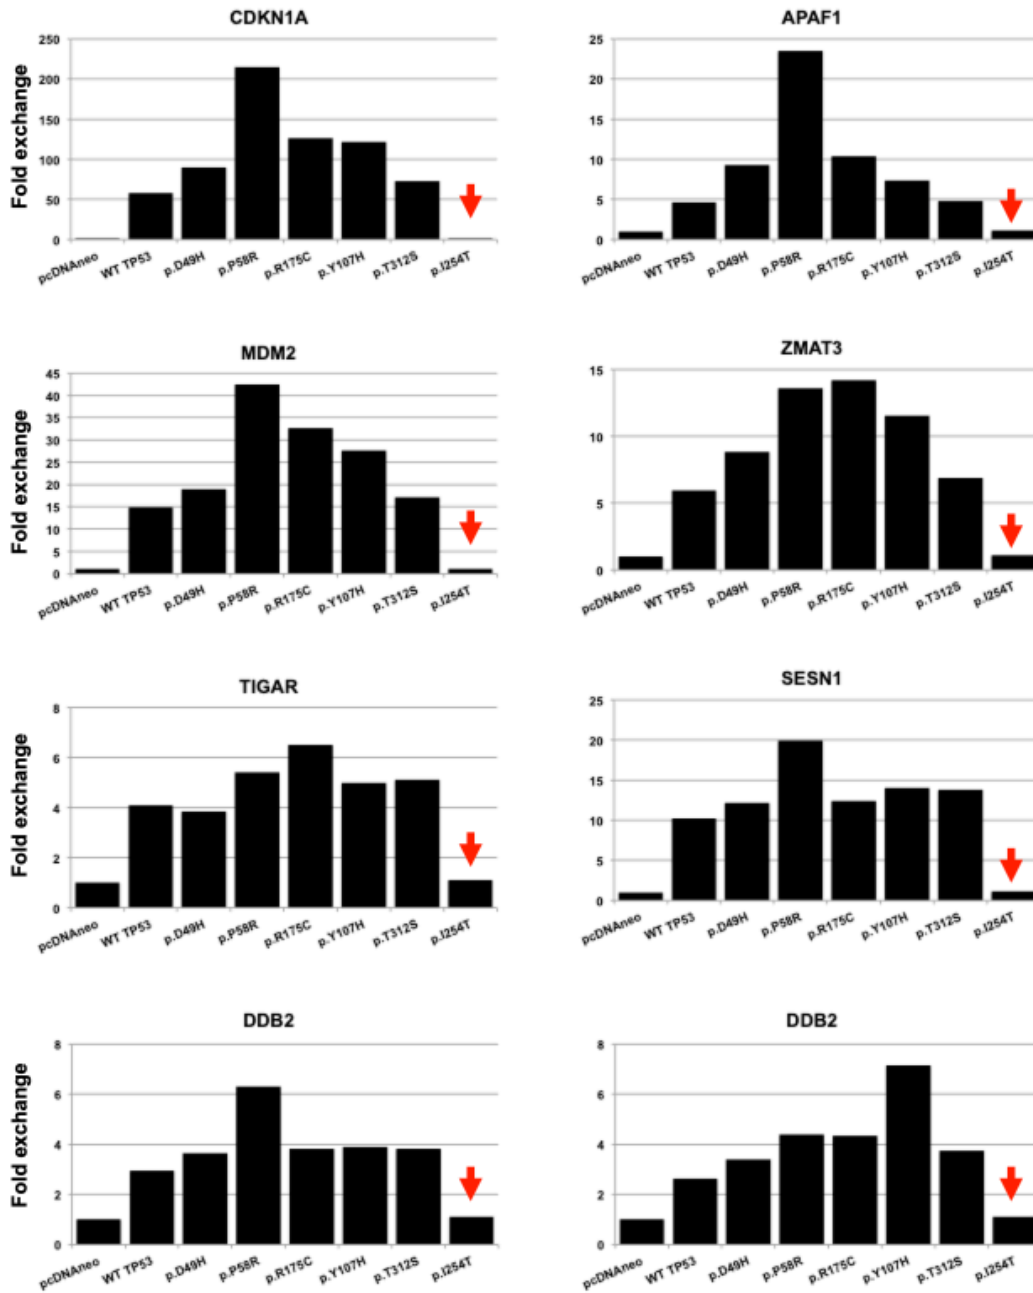 CDKN1A
Fold exchange
250
200
150
100
50
0
pcDNAneo WT TP53 p.D49H p.P58R p.R175C p.Y107H p.T312S p.I254T
APAF1
25
20
15
10
5
0
pcDNAneo WT TP53 p.D49H p.P58R p.R175C p.Y107H p.T312S p.I254T
MDM2
Fold exchange
45
40
35
30
25
20
15
10
5
0
pcDNAneo WT TP53 p.D49H p.P58R p.R175C p.Y107H p.T312S p.I254T
ZMAT3
15
10
5
0
pcDNAneo WT TP53 p.D49H p.P58R p.R175C p.Y107H p.T312S p.I254T
TIGAR
Fold exchange
8
6
4
2
0
pcDNAneo WT TP53 p.D49H p.P58R p.R175C p.Y107H p.T312S p.I254T
SESN1
25
20
15
10
5
0
pcDNAneo WT TP53 p.D49H p.P58R p.R175C p.Y107H p.T312S p.I254T
DDB2
Fold exchange
8
6
4
2
0
pcDNAneo WT TP53 p.D49H p.P58R p.R175C p.Y107H p.T312S p.I254T
DDB2
8
6
4
2
0
pcDNAneo WT TP53 p.D49H p.P58R p.R175C p.Y107H p.T312S p.I254T